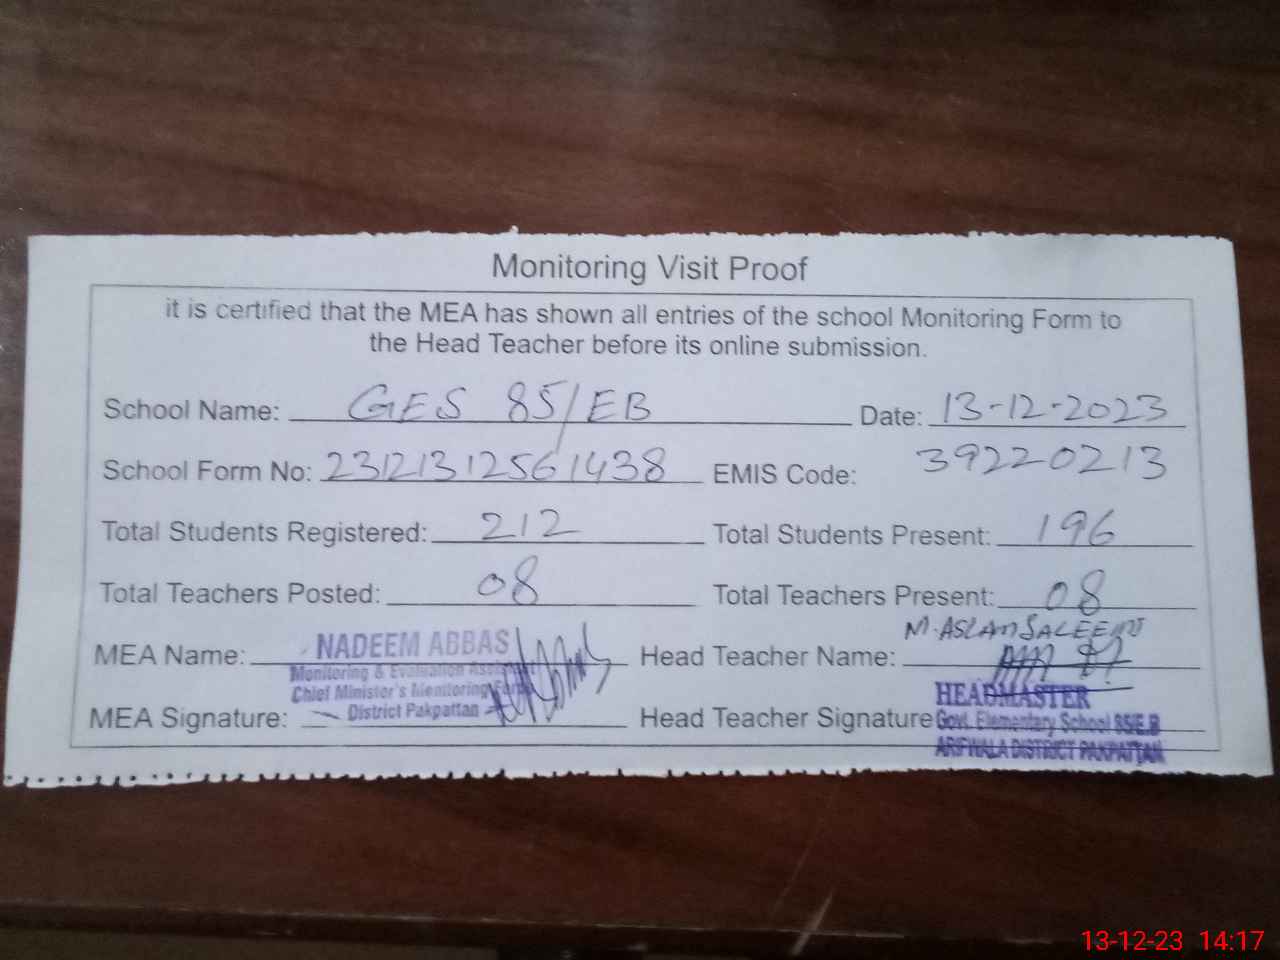 Monitoring Visit Proof
it is certified that the MEA has shown all entries of the school Monitoring Form to
the Head Teacher before its online submission.
School Name: GES 85/EB Date: 13-12-2023
School Form No: 23121312561438 EMIS Code: 39220213
Total Students Registered: 212 Total Students Present: 196
Total Teachers Posted: 08 Total Teachers Present: 08
M. ASLAM SALEEMI
MEA Name: NADEEM ABBAS Head Teacher Name:
Monitoring & Evaluation Assistant
Chief Minister's Monitoring Force
HEADMASTER
MEA Signature: District Pakpattan Head Teacher Signature Govt. Elementary School 85/E.B
ARIFWALA DISTRICT PAKPATTAN
13-12-23 14:17